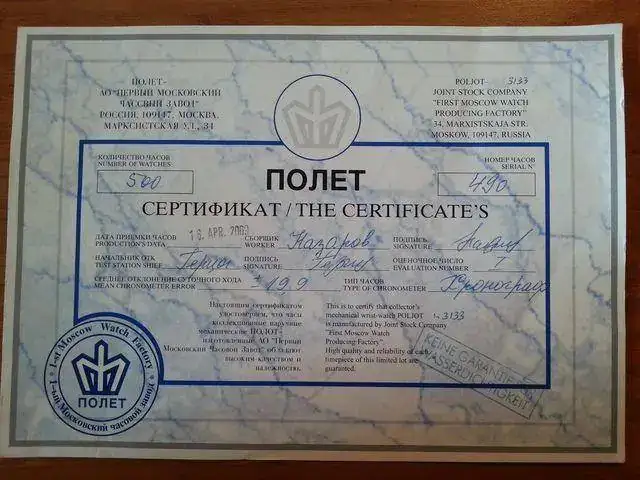 ПОЛЕТ-
АО"ПЕРВЫЙ МОСКОВСКИЙ
ЧАСОВЫЙ ЗАВОД"
РОССИЯ, 109147, МОСКВА,
МАРКСИСТСКАЯ УЛ., 34
POLJOT- 3133
JOINT STOCK COMPANY
"FIRST MOSCOW WATCH
PRODUCING FACTORY"
34, MARXISTSKAJA STR.
MOSKOW, 109147, RUSSIA
КОЛИЧЕСТВО ЧАСОВ
NUMBER OF WATCHES
500
НОМЕР ЧАСОВ
SERIAL N°
490
ПОЛЕТ
СЕРТИФИКАТ / THE CERTIFICATE'S
ДАТА ПРИЕМКИ ЧАСОВ
PRODUCTION'S DATA
16. APR. 2003
СБОРЩИК
WORKER
Назаров
ПОДПИСЬ
SIGNATURE
НАЧАЛЬНИК ОТК
TEST STATION SHIEF
ПОДПИСЬ
SIGNATURE
ОЦЕНОЧНОЕ ЧИСЛО
EVALUATION NUMBER
I
СРЕДНЕЕ ОТКЛОНЕНИЕ СУТОЧНОГО ХОДА
MEAN CHRONOMETER ERROR
± 19,9
ТИП ЧАСОВ
TYPE OF CHRONOMETER
Хронограф
Настоящим сертификатом
удостоверяем, что часы
коллекционные наручные
механические ПОЛЮТ-
изготовленные АО "Первый
Московский Часовой Завод" обладают
высоким качеством и
надежностью.
This is to certify that collector's
mechanical wrist-watch POLJOT - 3133
is manufactured by Joint Stock Company
"First Moscow Watch
Producing Factory".
High quality and reliability of each
timepiece of this limited lot are
guaranted.
KEINE GARANTIE
WASSERDICHTIGKEIT
1-st Moscow Watch Factory
ПОЛЕТ
1-ый Московский часовой завод